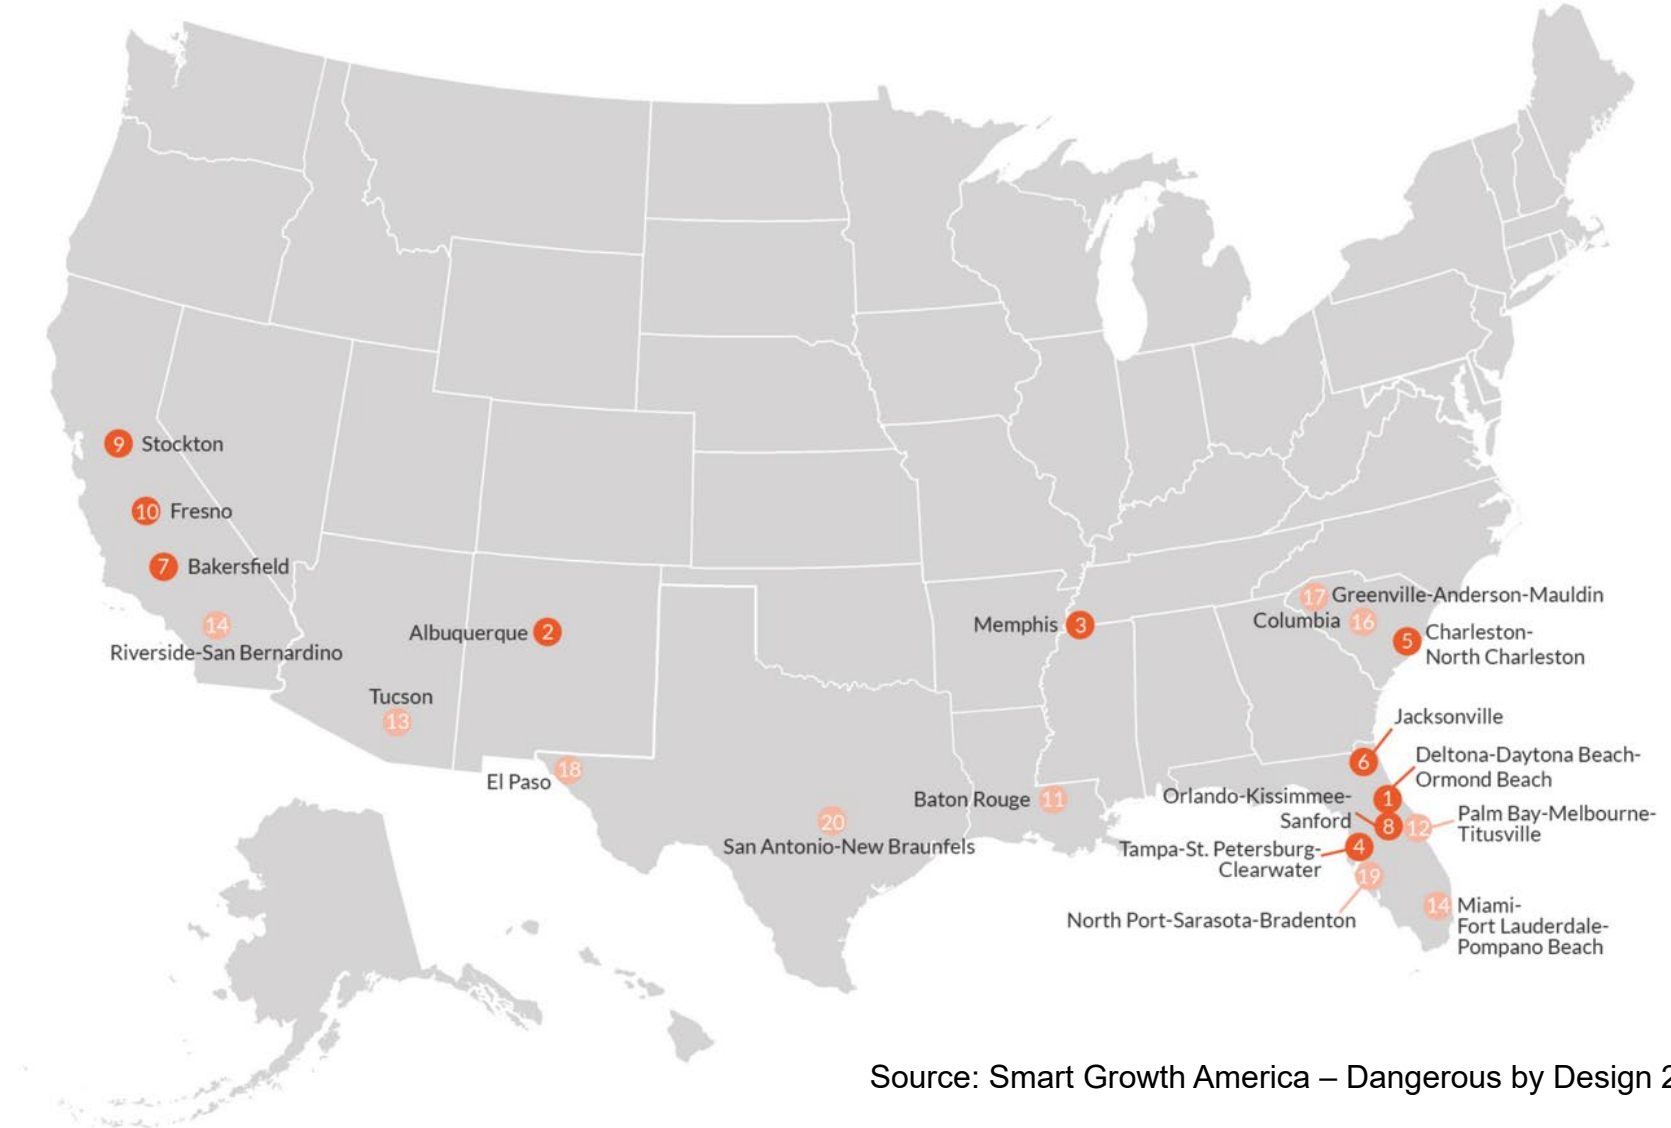 9 Stockton
10 Fresno
7 Bakersfield
14
Riverside-San Bernardino
Albuquerque 2
Tucson
13
El Paso 18
20
San Antonio-New Braunfels
Memphis 3
Baton Rouge 11
17 Greenville-Anderson-Mauldin
Columbia 16
5 Charleston-
North Charleston
Jacksonville
6
Deltona-Daytona Beach-
Ormond Beach
1
Orlando-Kissimmee-
Sanford
8
12 Palm Bay-Melbourne-
Titusville
Tampa-St. Petersburg-
Clearwater
4
19
North Port-Sarasota-Bradenton
14 Miami-
Fort Lauderdale-
Pompano Beach
Source: Smart Growth America – Dangerous by Design